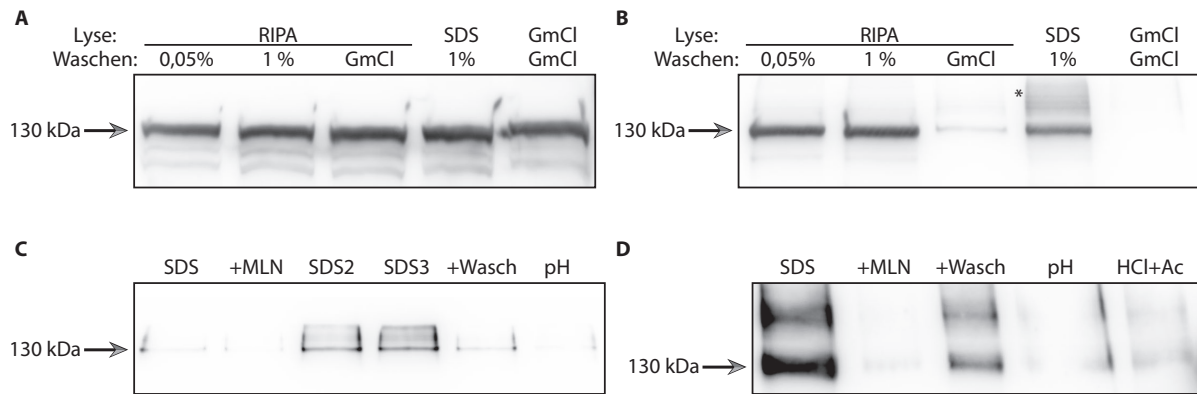 A
Lyse: RIPA SDS GmCl
Waschen: 0,05% 1 % GmCl 1% GmCl
130 kDa
B
Lyse: RIPA SDS GmCl
Waschen: 0,05% 1 % GmCl 1% GmCl
*
130 kDa
C
SDS +MLN SDS2 SDS3 +Wasch pH
130 kDa
D
SDS +MLN +Wasch pH HCl+Ac
130 kDa